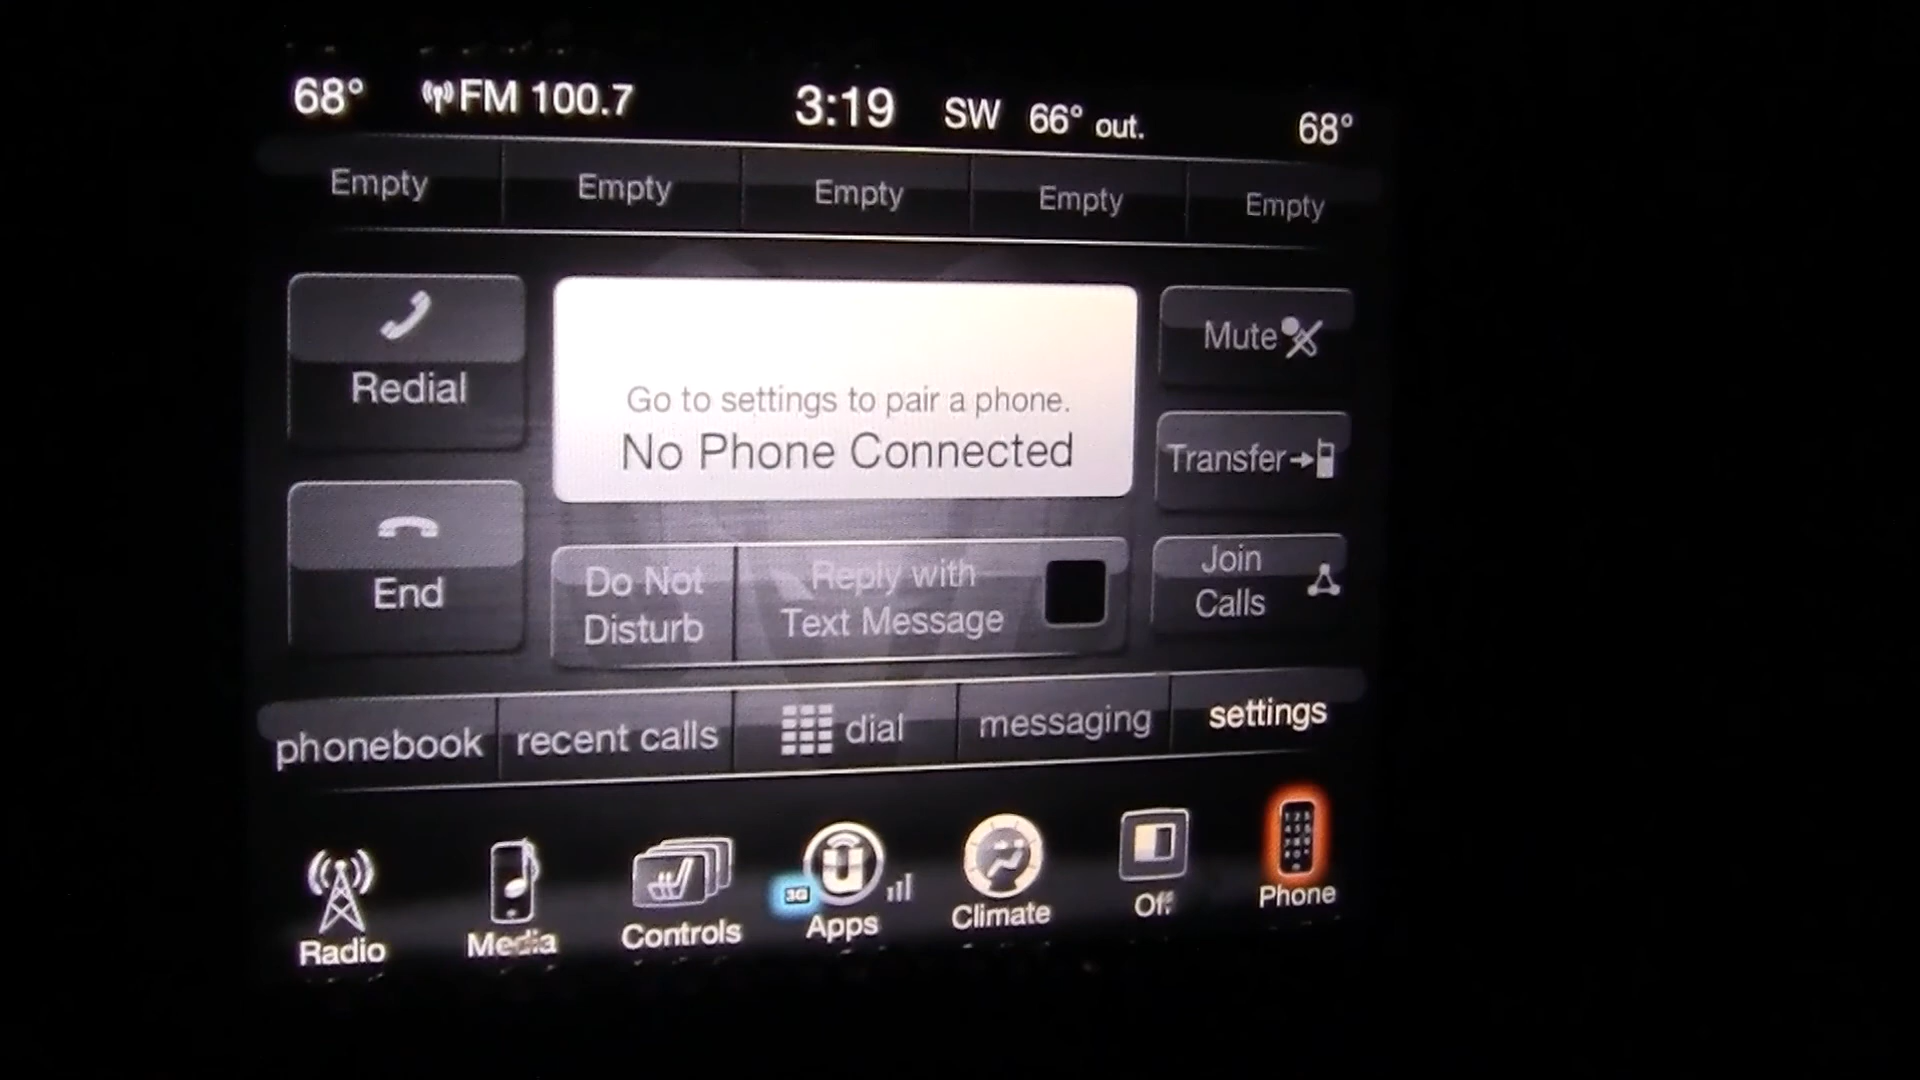 68° FM 100.7 3:19 SW 66° out. 68°
Empty Empty Empty Empty Empty
Redial
Go to settings to pair a phone.
No Phone Connected
Mute
Transfer
End
Do Not
Disturb
Reply with
Text Message
Join
Calls
phonebook recent calls dial messaging settings
3G
Radio Media Controls Apps Climate Off Phone